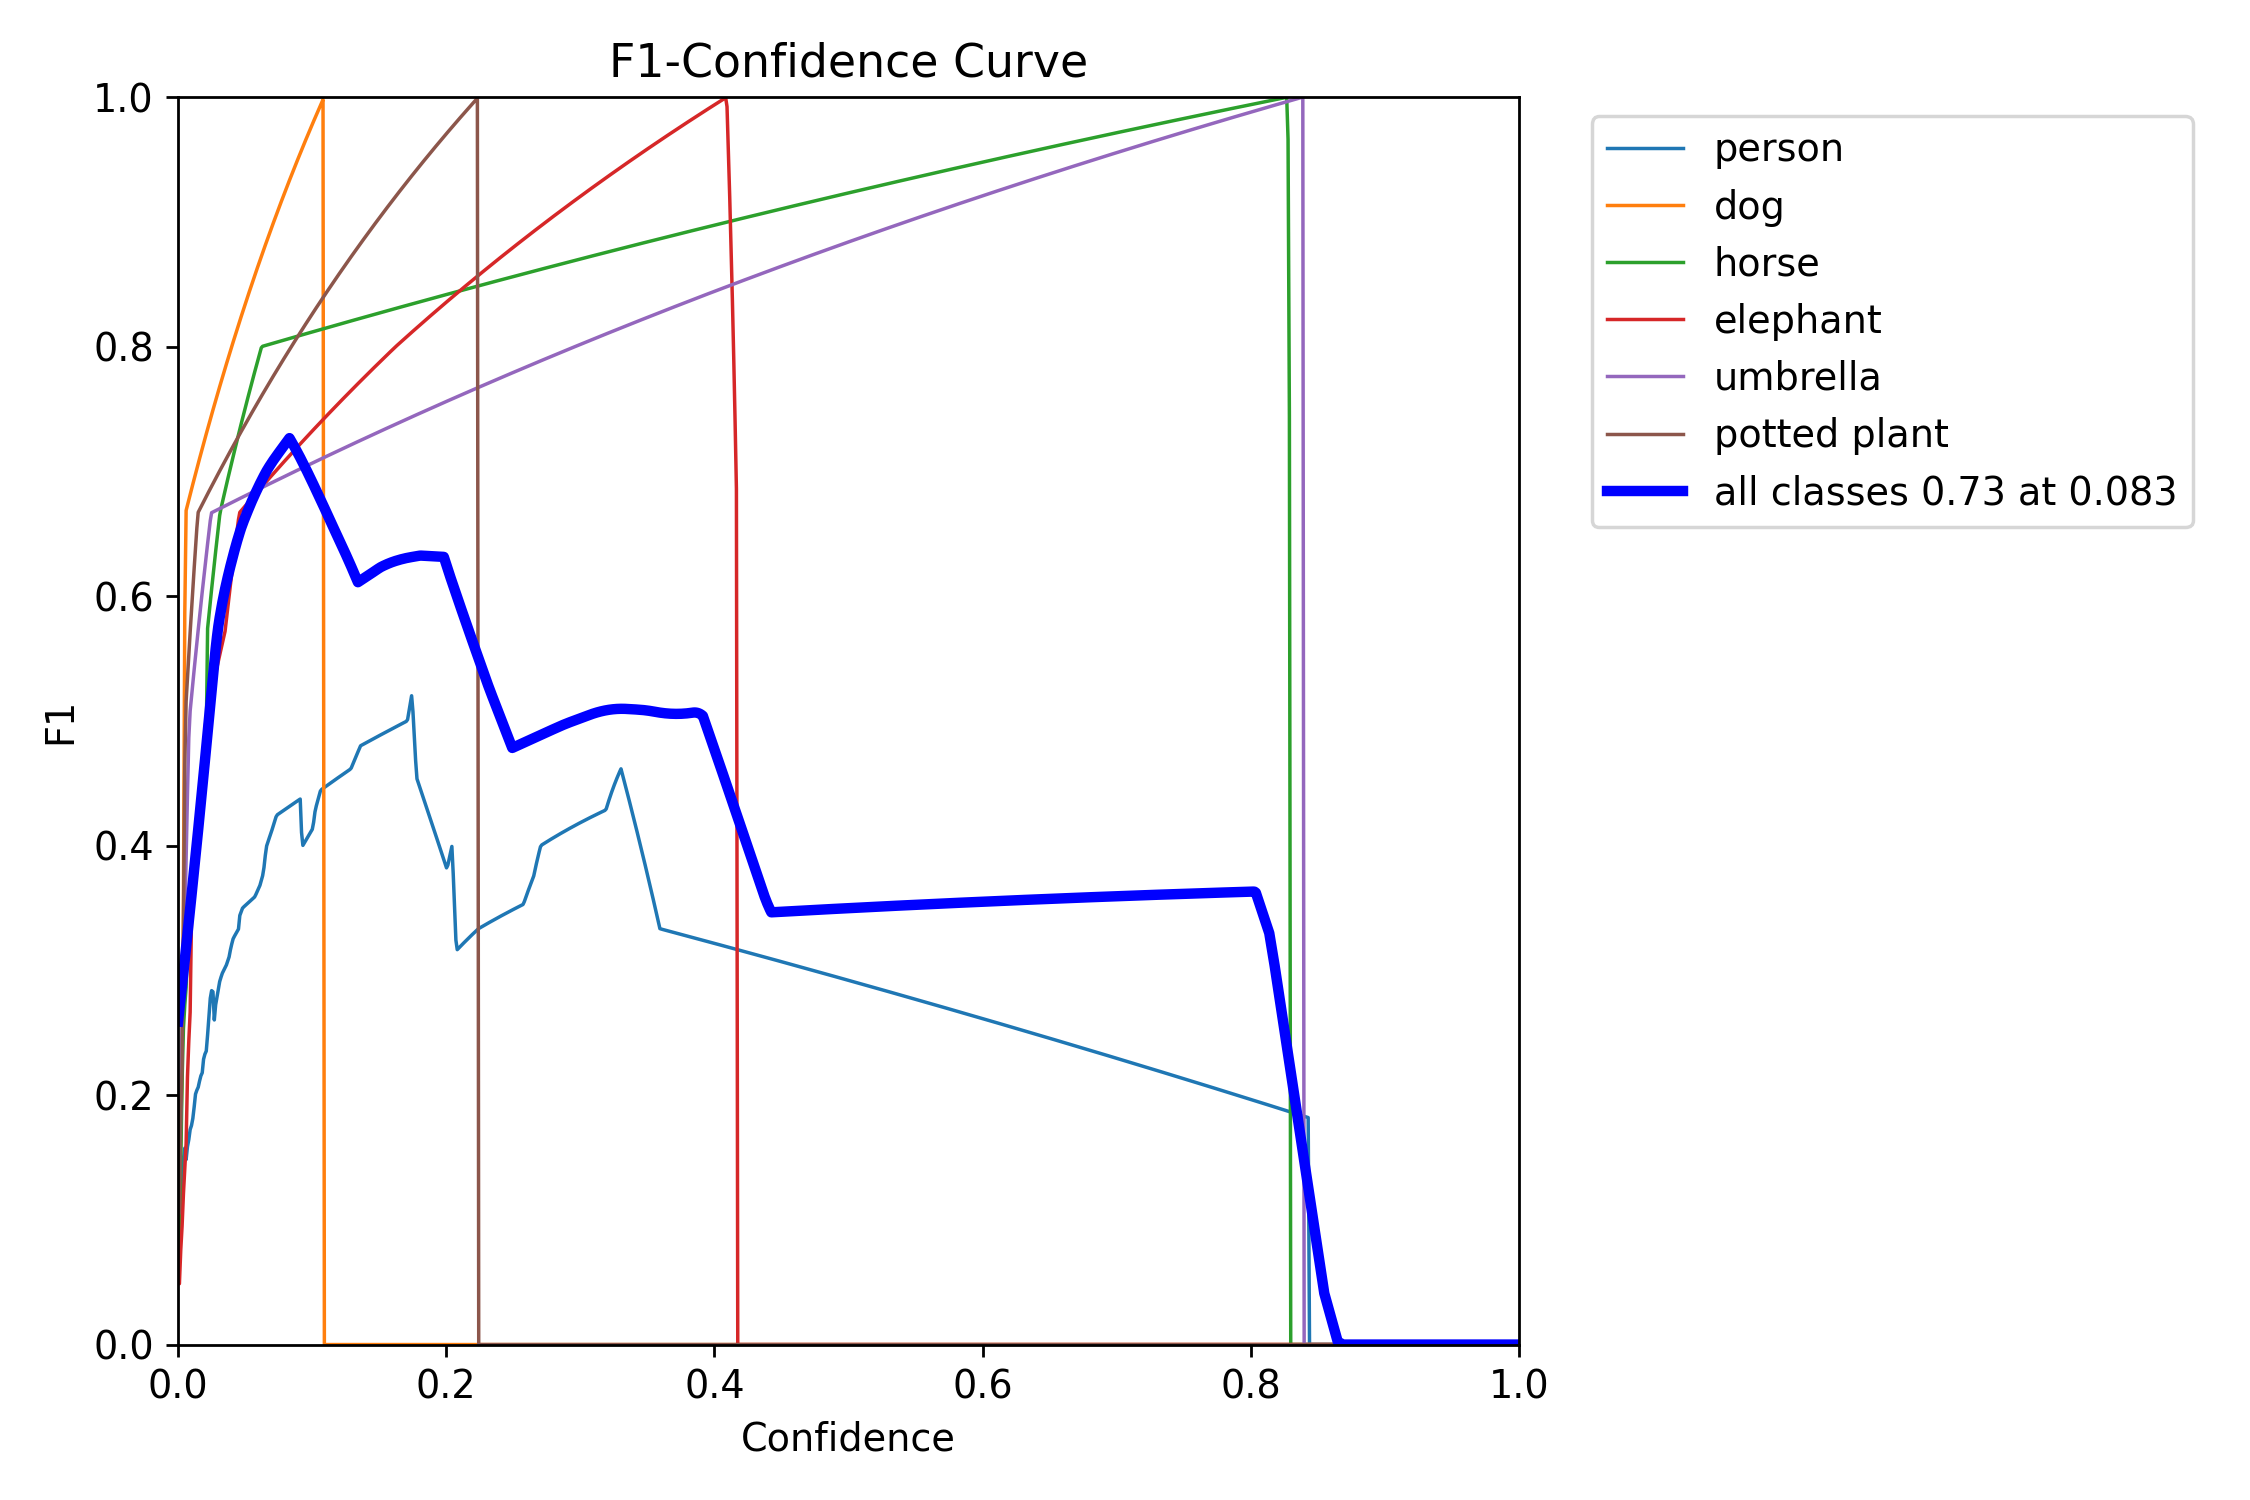 F1-Confidence Curve
1.0
0.8
0.6
0.4
0.2
0.0
F1
0.0 0.2 0.4 0.6 0.8 1.0
Confidence
person
dog
horse
elephant
umbrella
potted plant
all classes 0.73 at 0.083